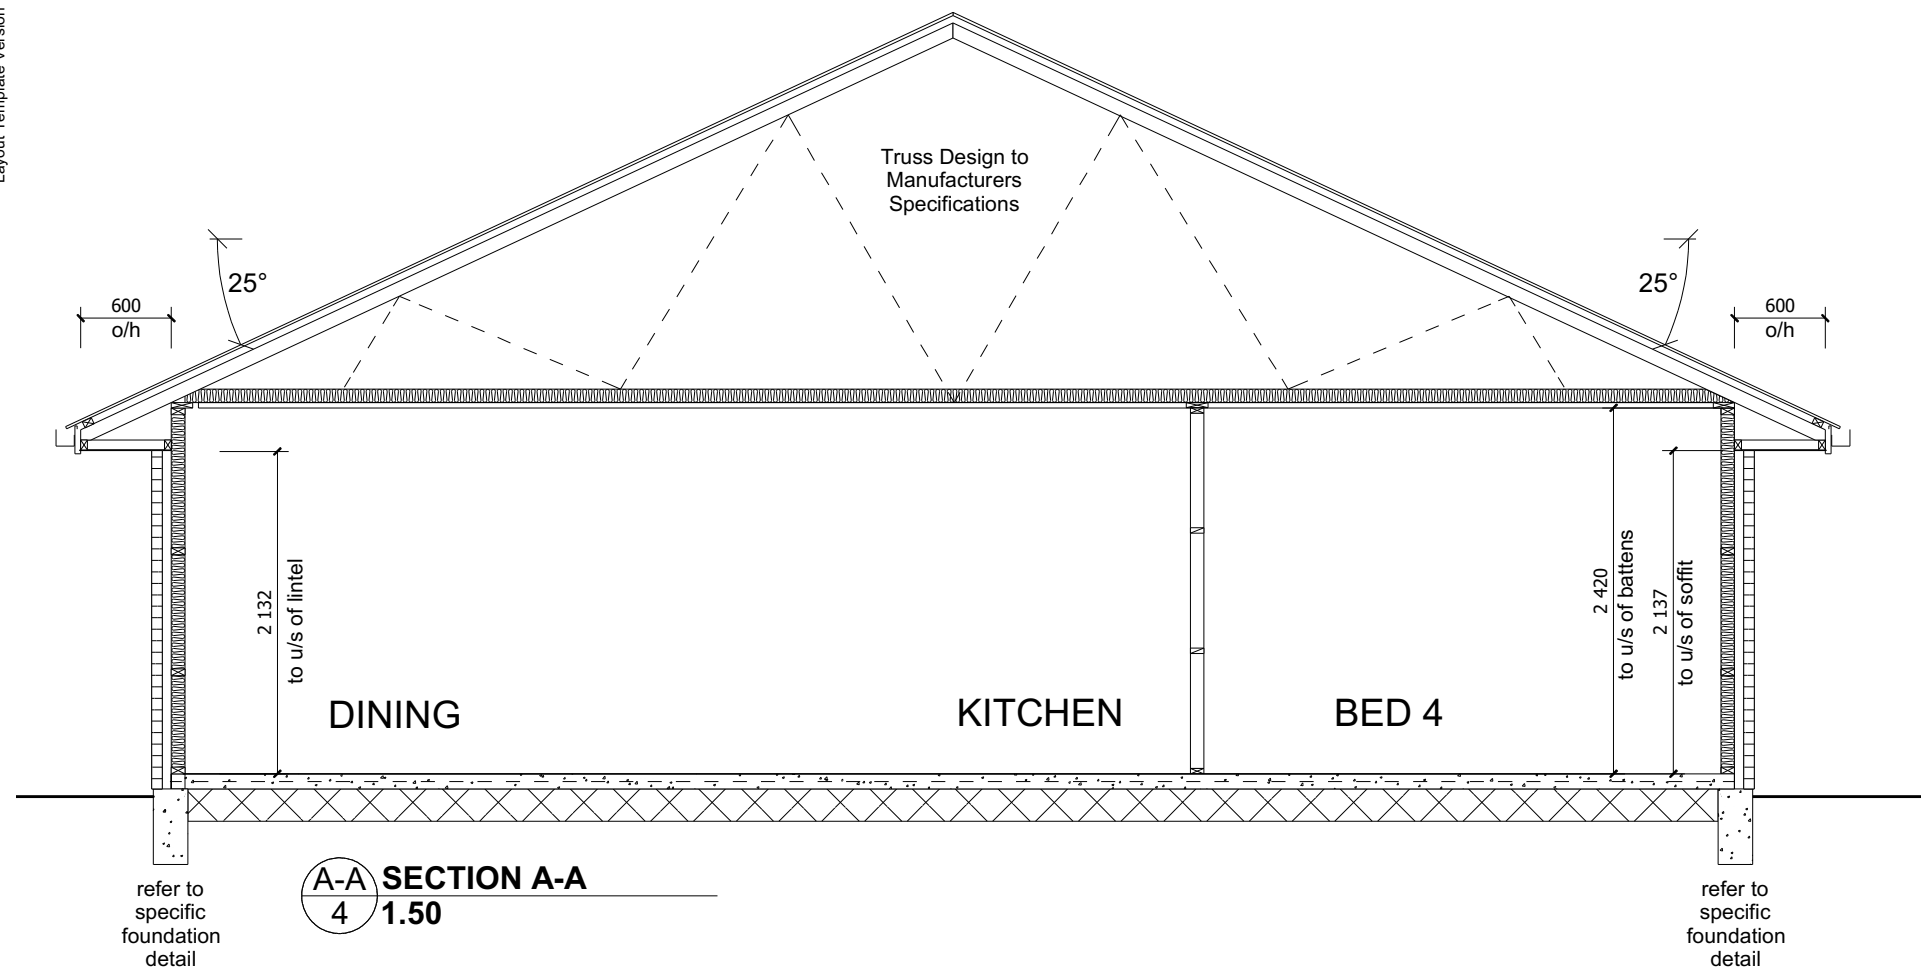 Layout Template Version
Truss Design to
Manufacturers
Specifications
25°
25°
600
o/h
600
o/h
2 132
to u/s of lintel
2 420
to u/s of battens
2 137
to u/s of soffit
DINING
KITCHEN
BED 4
A-A
4
SECTION A-A
1.50
refer to
specific
foundation
detail
refer to
specific
foundation
detail